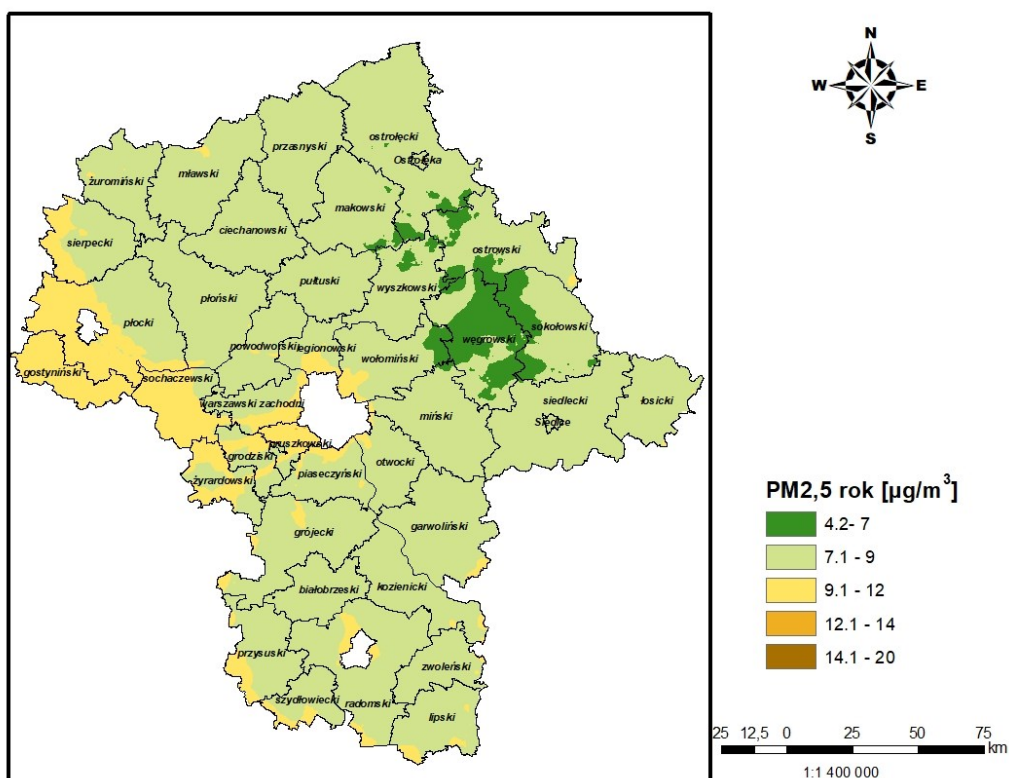 N
W E
S
ostrołęcki
Ostrołęka
przasnyski
mławski
żuromiński
makowski
ciechanowski
sierpecki
ostrowski
pułtuski
wyszkowski
płoński
płocki
sokołowski
węgrowski
powodworski
legionowski
wołomiński
gostyniński
sochaczewski
warszawski zachodni
siedlecki
łosicki
miński
Siedlce
pruszkowski
grodziski
otwocki
piaseczyński
żyrardowski
garwoliński
grójecki
białobrzeski
kozienicki
przysuski
zwoleński
szydłowiecki
radomski
lipski
PM2,5 rok [µg/m³]
4.2- 7
7.1 - 9
9.1 - 12
12.1 - 14
14.1 - 20
25 12,5 0 25 50 75
km
1:1 400 000